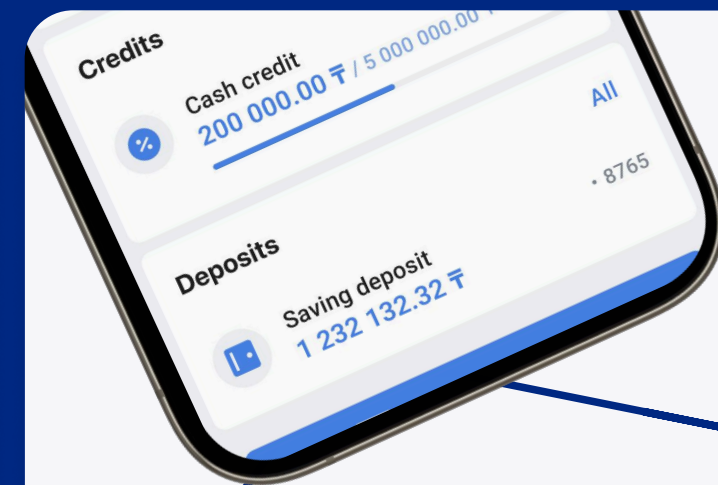 Credits
Cash credit
200 000.00 ₸ / 5 000 000.00
All
Deposits
• 8765
Saving deposit
1 232 132.32 ₸